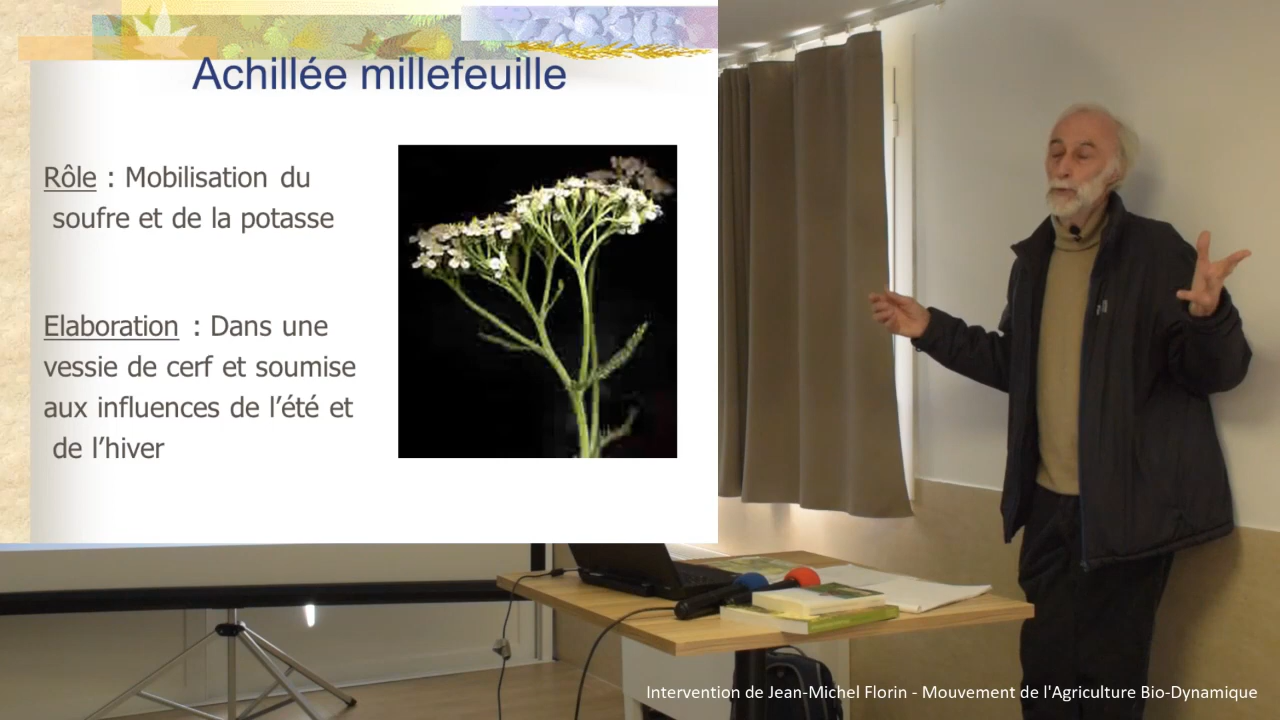 Achillée millefeuille
Rôle : Mobilisation du
soufre et de la potasse
Elaboration : Dans une
vessie de cerf et soumise
aux influences de l’été et
de l’hiver
Intervention de Jean-Michel Florin - Mouvement de l'Agriculture Bio-Dynamique